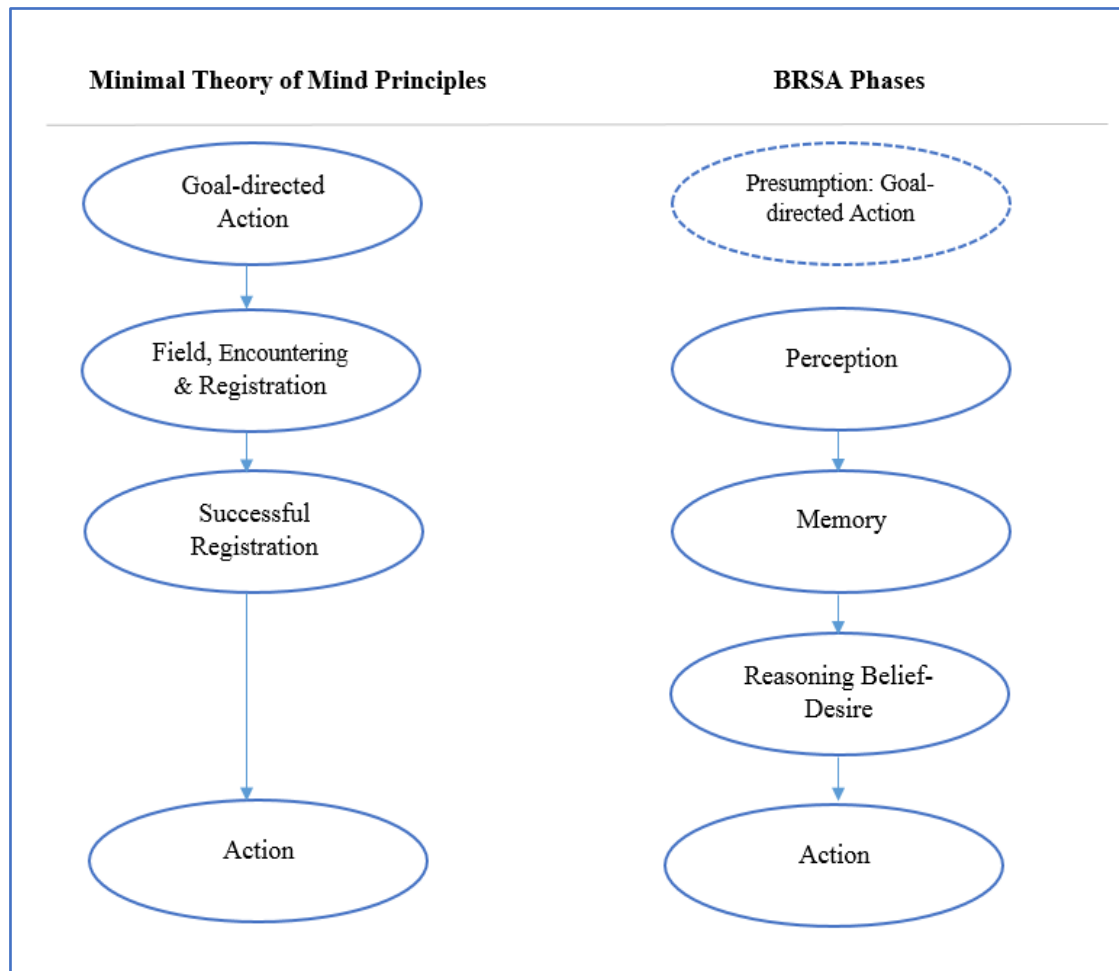 Minimal Theory of Mind Principles
BRSA Phases
Goal-directed
Action
Presumption: Goal-
directed Action
Field, Encountering
& Registration
Perception
Successful
Registration
Memory
Reasoning Belief-
Desire
Action
Action